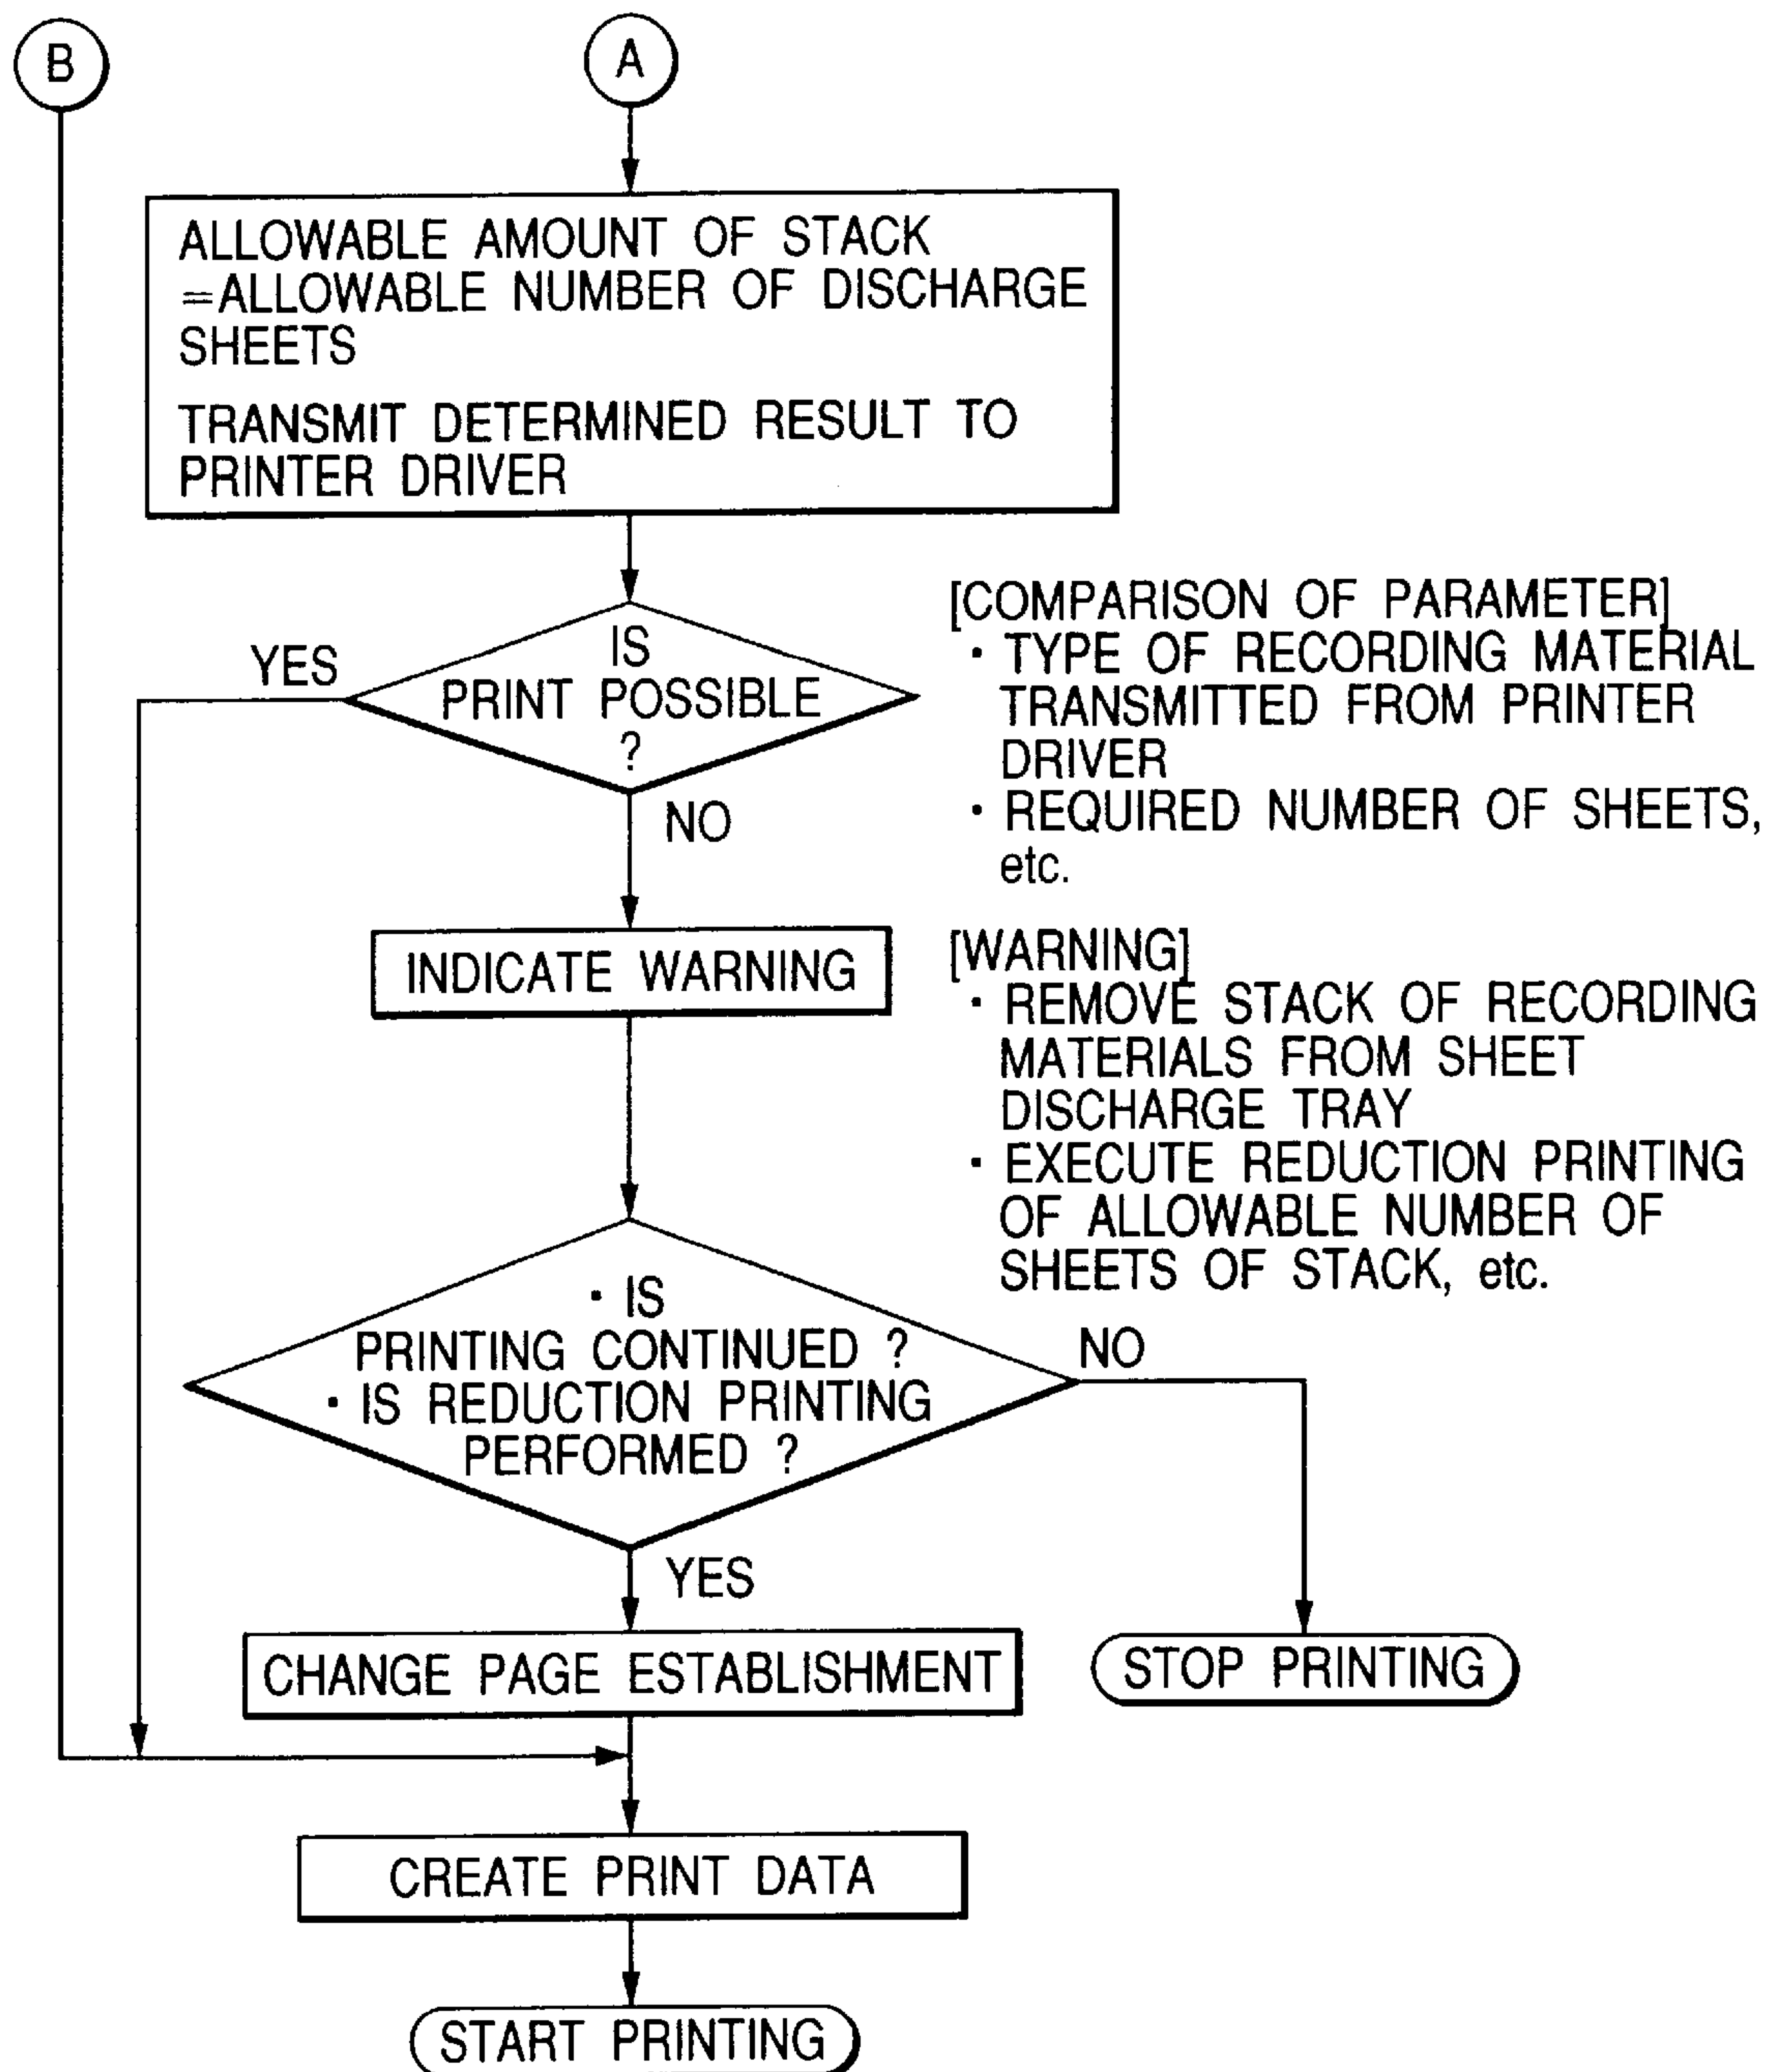 B
A
ALLOWABLE AMOUNT OF STACK
=ALLOWABLE NUMBER OF DISCHARGE
SHEETS
TRANSMIT DETERMINED RESULT TO
PRINTER DRIVER
IS
PRINT POSSIBLE
?
YES
NO
[COMPARISON OF PARAMETER]
· TYPE OF RECORDING MATERIAL
TRANSMITTED FROM PRINTER
DRIVER
· REQUIRED NUMBER OF SHEETS,
etc.
INDICATE WARNING
[WARNING]
· REMOVE STACK OF RECORDING
MATERIALS FROM SHEET
DISCHARGE TRAY
· EXECUTE REDUCTION PRINTING
OF ALLOWABLE NUMBER OF
SHEETS OF STACK, etc.
· IS
PRINTING CONTINUED ?
· IS REDUCTION PRINTING
PERFORMED ?
NO
YES
CHANGE PAGE ESTABLISHMENT
STOP PRINTING
CREATE PRINT DATA
START PRINTING